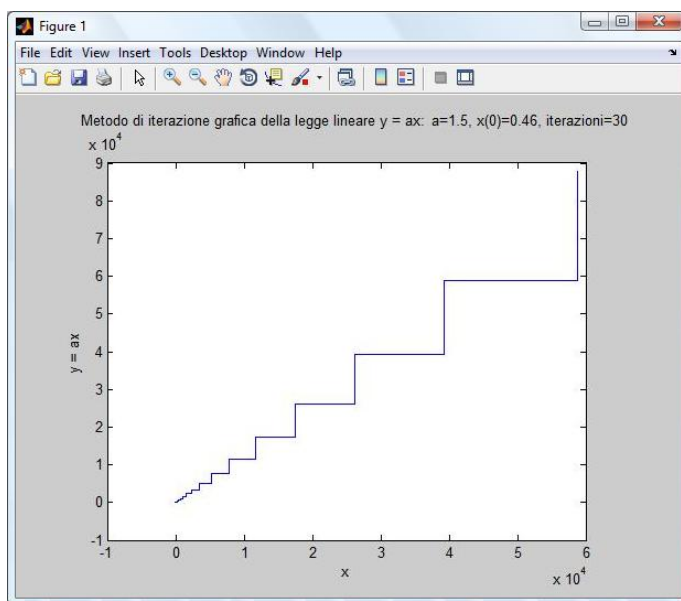 Figure 1
File Edit View Insert Tools Desktop Window Help
Metodo di iterazione grafica della legge lineare y = ax: a=1.5, x(0)=0.46, iterazioni=30
x 10^4
9
8
7
6
5
4
3
2
1
0
-1
y = ax
-1 0 1 2 3 4 5 6
x
x 10^4